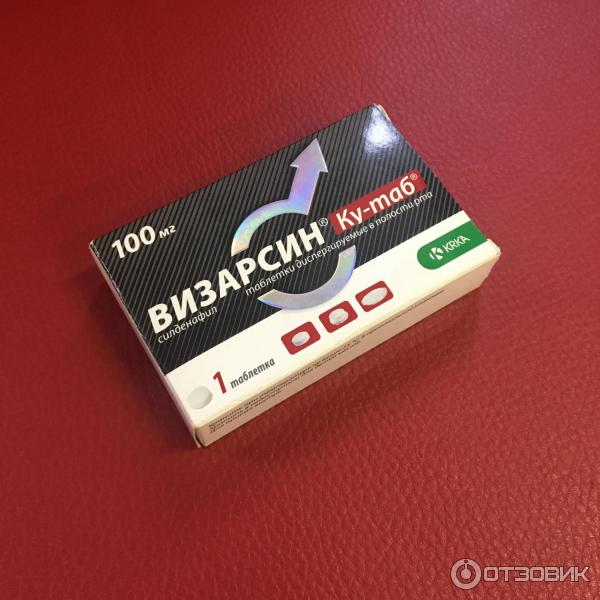 100 мг
ВИЗАРСИН® Ку-таб®
силденафил
таблетки диспергируемые в полости рта
KRKA
1 таблетка
ОТЗОВИК